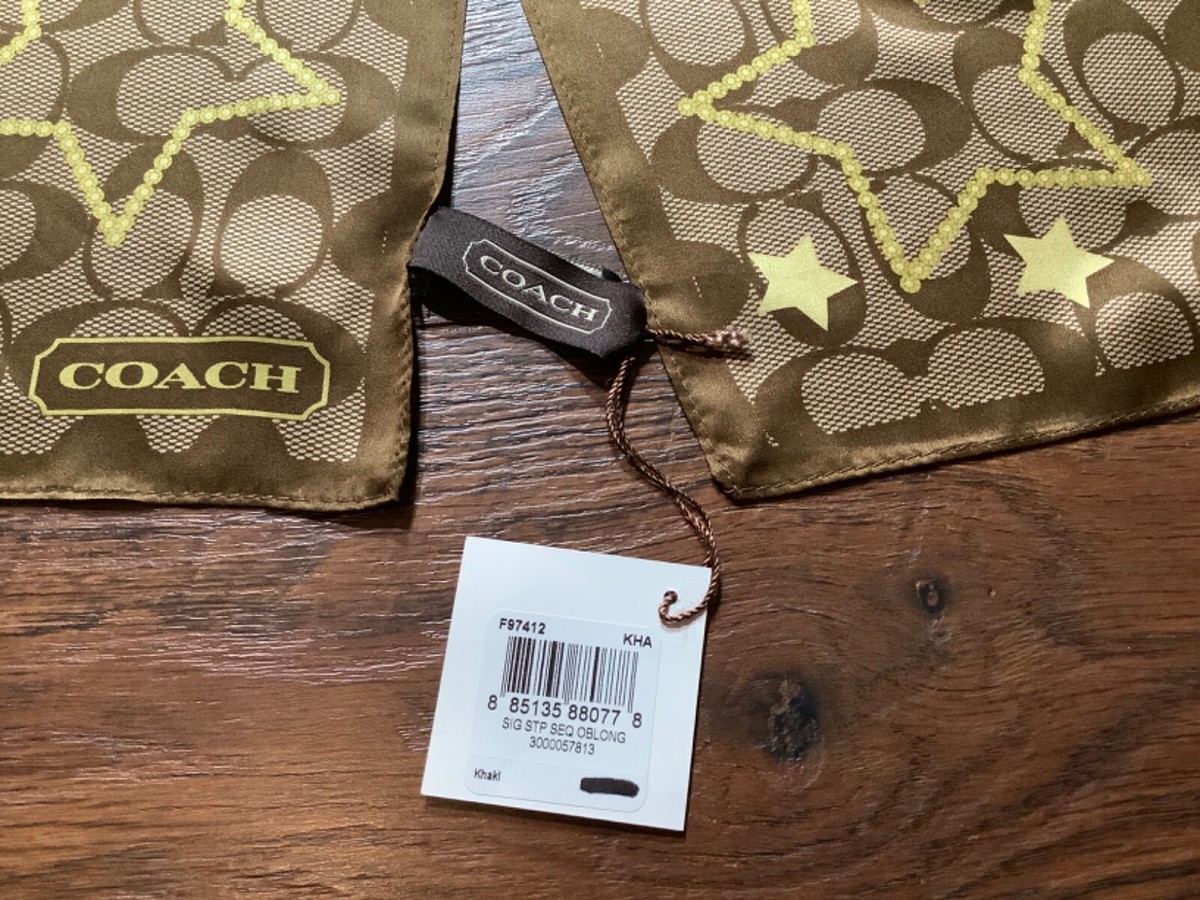 COACH
COACH
F97412
KHA
8 85135 88077 8
SIG STP SEQ OBLONG
3000057813
Khaki